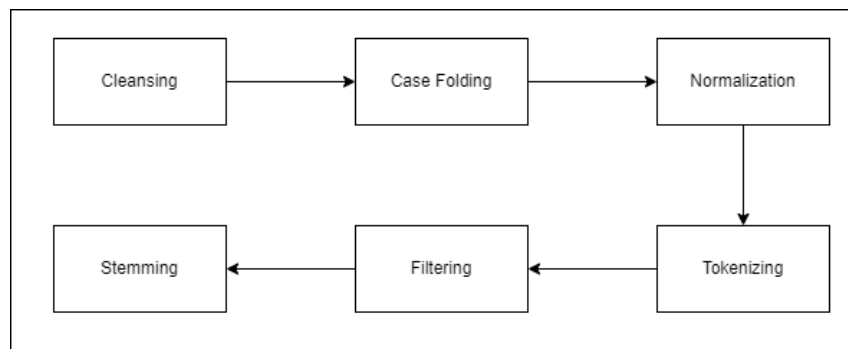 Cleansing
Case Folding
Normalization
Stemming
Filtering
Tokenizing